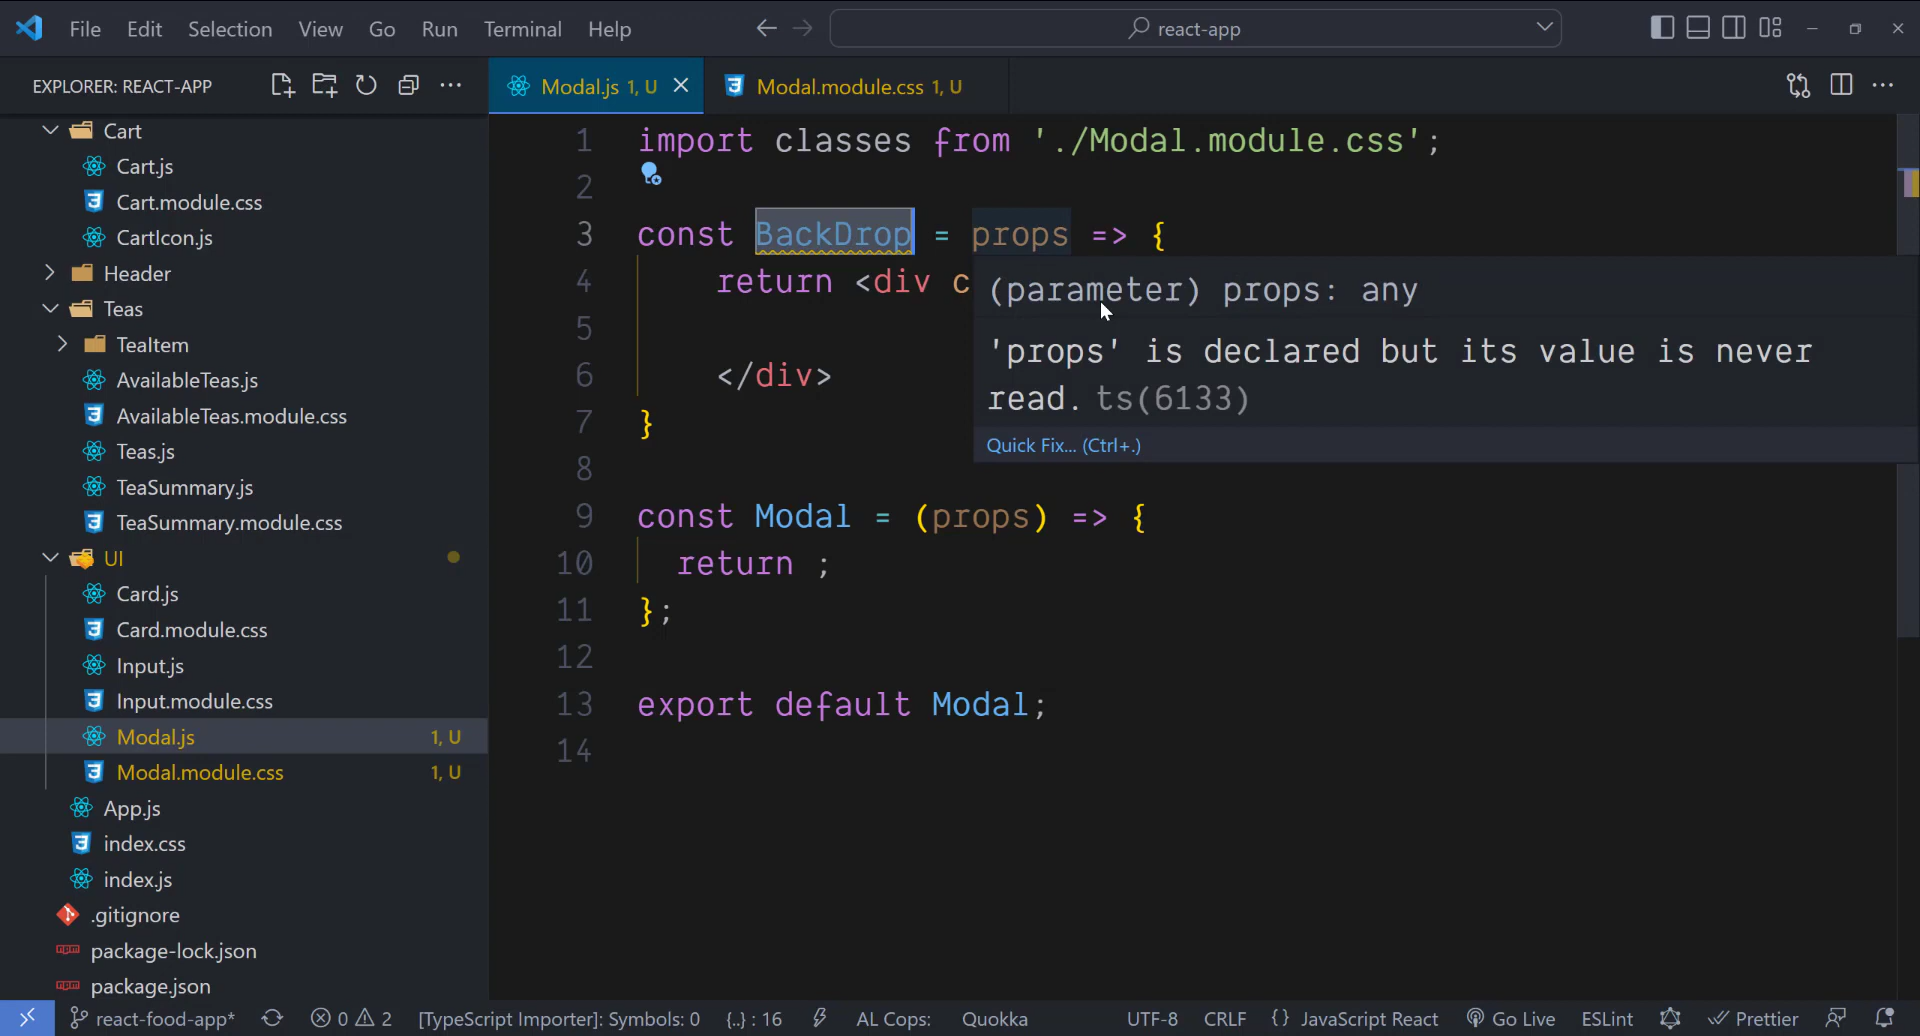 File Edit Selection View Go Run Terminal Help
react-app
EXPLORER: REACT-APP
Modal.js 1, U
Modal.module.css 1, U
Cart
Cart.js
Cart.module.css
CartIcon.js
Header
Teas
TeaItem
AvailableTeas.js
AvailableTeas.module.css
Teas.js
TeaSummary.js
TeaSummary.module.css
UI
Card.js
Card.module.css
Input.js
Input.module.css
Modal.js 1, U
Modal.module.css 1, U
App.js
index.css
index.js
.gitignore
package-lock.json
package.json
1 import classes from './Modal.module.css';
2
3 const BackDrop = props => {
4 return <div c
5
6 </div>
7 }
8
9 const Modal = (props) => {
10 return ;
11 };
12
13 export default Modal;
14
(parameter) props: any
'props' is declared but its value is never
read. ts(6133)
Quick Fix... (Ctrl+.)
react-food-app* 0 2 [TypeScript Importer]: Symbols: 0 {..} : 16 AL Cops: Quokka UTF-8 CRLF {} JavaScript React Go Live ESLint Prettier